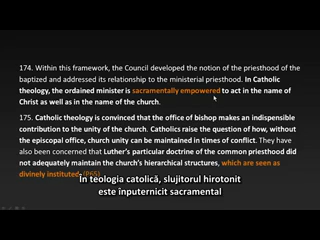 174. Within this framework, the Council developed the notion of the priesthood of the
baptized and addressed its relationship to the ministerial priesthood. In Catholic
theology, the ordained minister is sacramentally empowered to act in the name of
Christ as well as in the name of the church.
175. Catholic theology is convinced that the office of bishop makes an indispensible
contribution to the unity of the church. Catholics raise the question of how, without
the episcopal office, church unity can be maintained in times of conflict. They have
also been concerned that Luther's particular doctrine of the common priesthood did
not adequately maintain the church's hierarchical structures, which are seen as
divinely instituted. (P65)
În teologia catolică, slujitorul hirotonit
este înputernicit sacramental